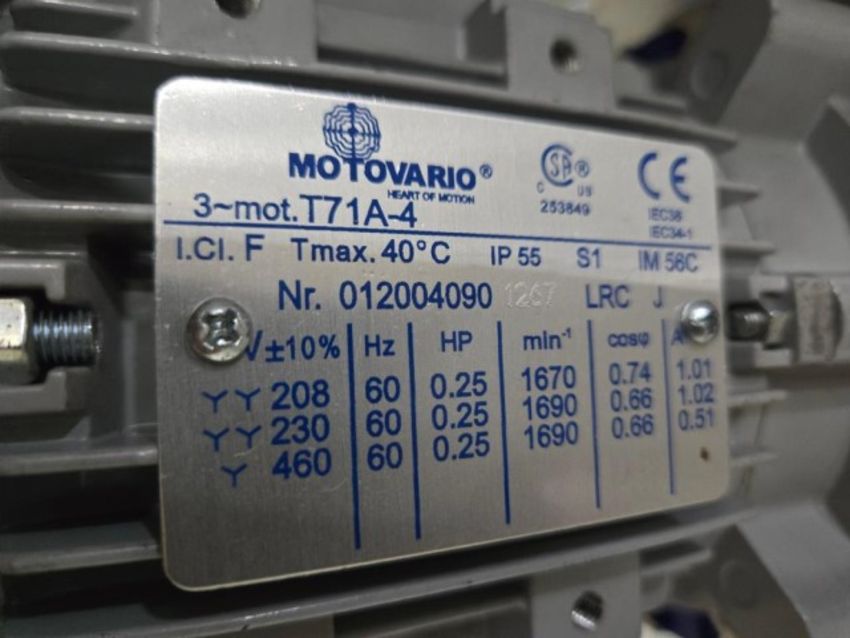 MOTOVARIO®
HEART OF MOTION
CSA® C US
253849
CE
IEC38
IEC34-1
3~mot.T71A-4
I.Cl. F Tmax. 40°C IP 55 S1 IM 56C
Nr. 012004090 1267 LRC J
V±10% Hz HP min⁻¹ cosφ A
YY 208 60 0.25 1670 0.74 1.01
YY 230 60 0.25 1690 0.66 1.02
Y 460 60 0.25 1690 0.66 0.51